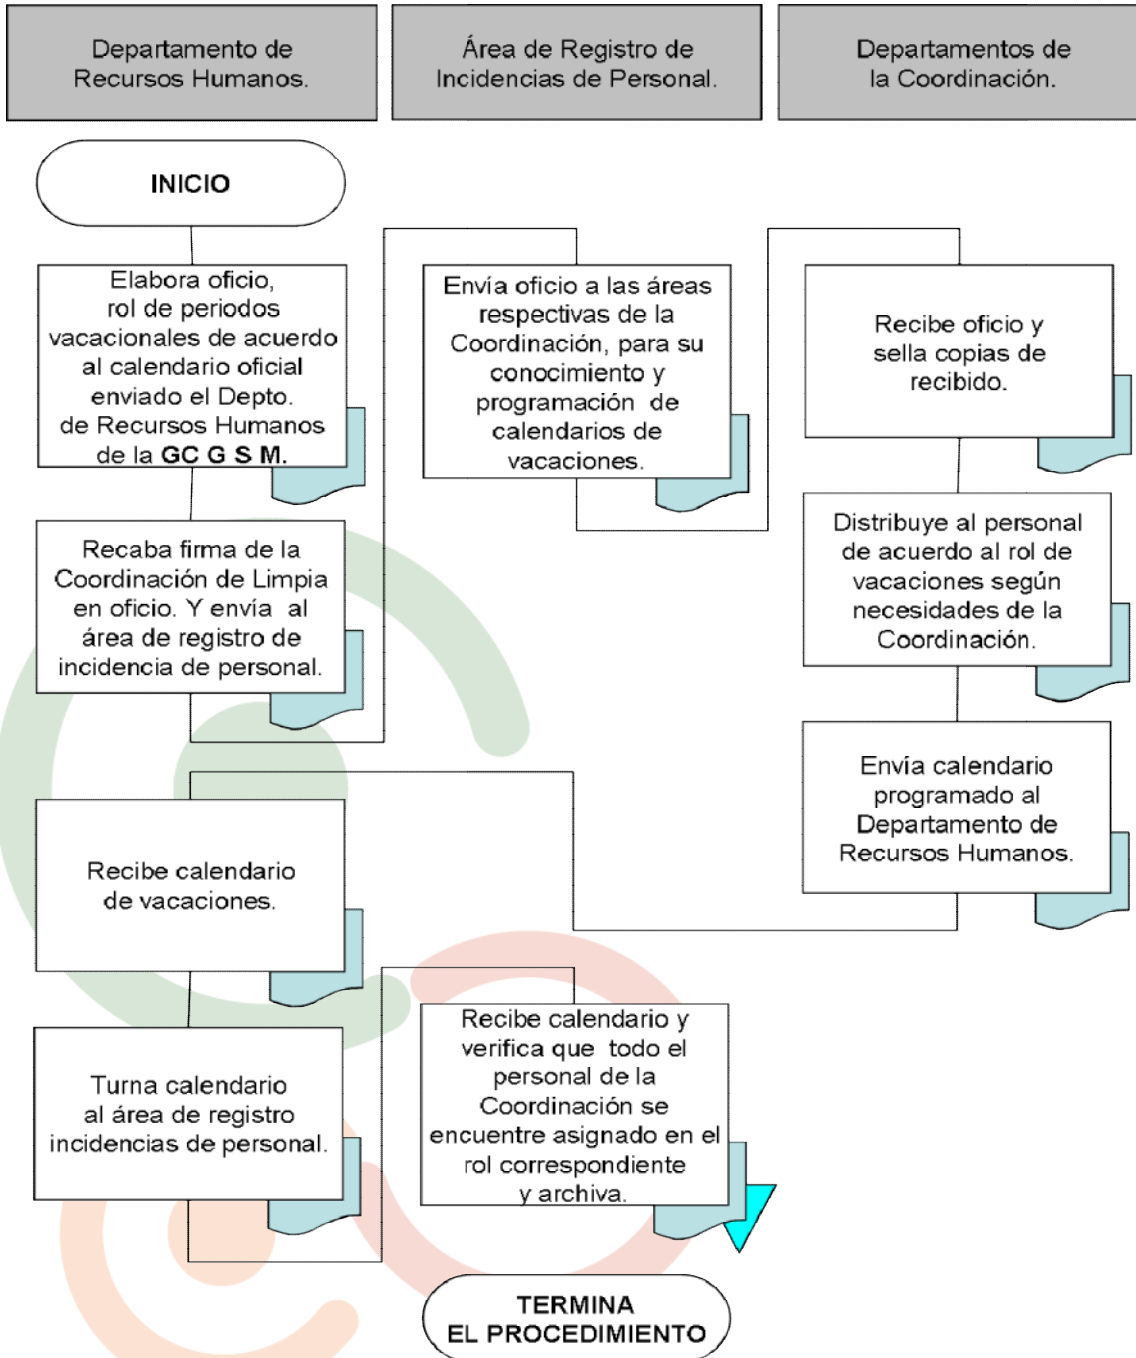 Departamento de
Recursos Humanos.
Área de Registro de
Incidencias de Personal.
Departamentos de
la Coordinación.
INICIO
Elabora oficio,
rol de periodos
vacacionales de acuerdo
al calendario oficial
enviado el Depto.
de Recursos Humanos
de la GC G S M.
Recaba firma de la
Coordinación de Limpia
en oficio. Y envía al
área de registro de
incidencia de personal.
Envía oficio a las áreas
respectivas de la
Coordinación, para su
conocimiento y
programación de
calendarios de
vacaciones.
Recibe oficio y
sella copias de
recibido.
Distribuye al personal
de acuerdo al rol de
vacaciones según
necesidades de la
Coordinación.
Envía calendario
programado al
Departamento de
Recursos Humanos.
Recibe calendario
de vacaciones.
Turna calendario
al área de registro
incidencias de personal.
Recibe calendario y
verifica que todo el
personal de la
Coordinación se
encuentre asignado en el
rol correspondiente
y archiva.
TERMINA
EL PROCEDIMIENTO